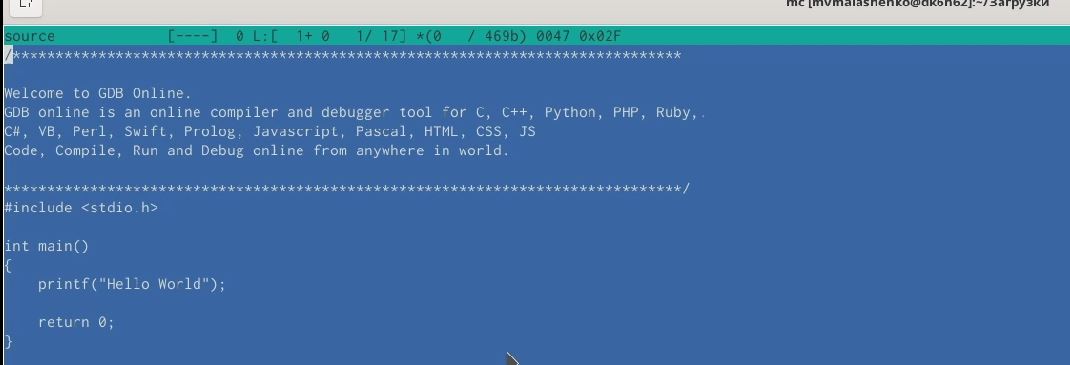 mc [mvmalashenko@dk6n62]:~/Загрузки
source [----] 0 L:[ 1+ 0 1/ 17] *(0 / 469b) 0047 0x02F
/******************************************************************************
Welcome to GDB Online.
GDB online is an online compiler and debugger tool for C, C++, Python, PHP, Ruby,.
C#, VB, Perl, Swift, Prolog, Javascript, Pascal, HTML, CSS, JS
Code, Compile, Run and Debug online from anywhere in world.
*******************************************************************************/
#include <stdio.h>
int main()
{
printf("Hello World");
return 0;
}